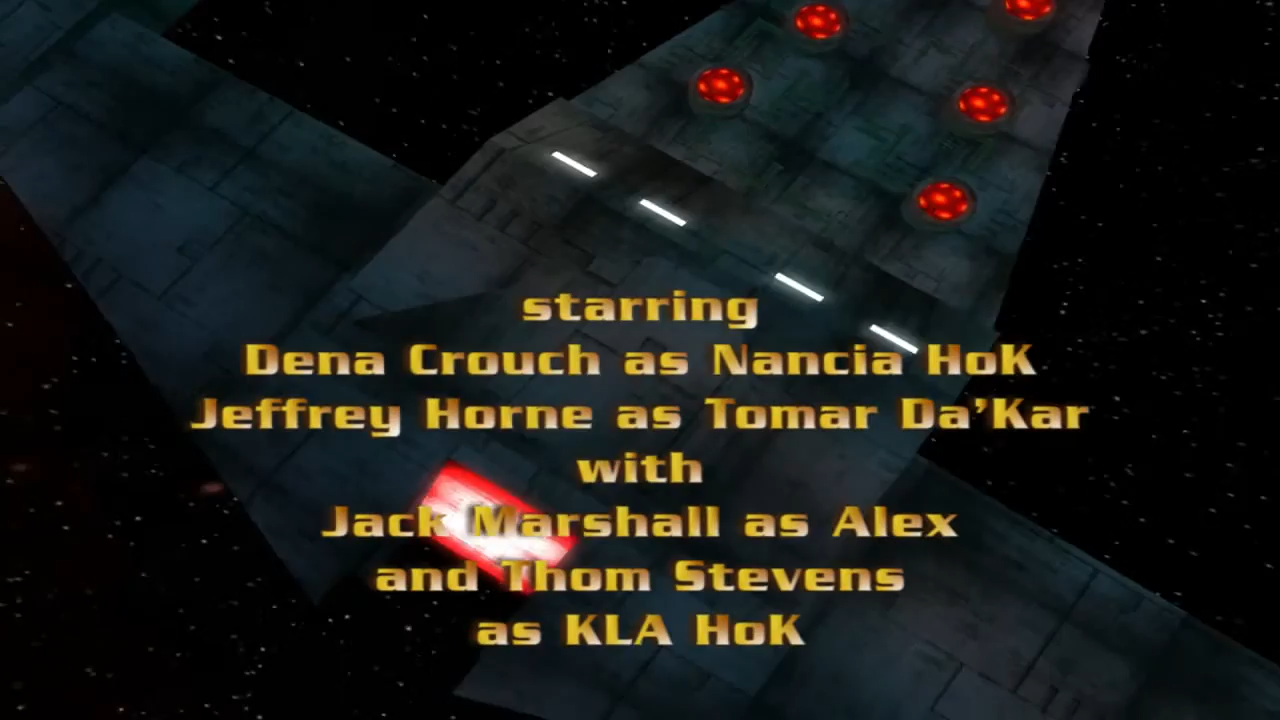 starring
Dena Crouch as Nancia HoK
Jeffrey Horne as Tomar Da'Kar
with
Jack Marshall as Alex
and Thom Stevens
as KLA HoK